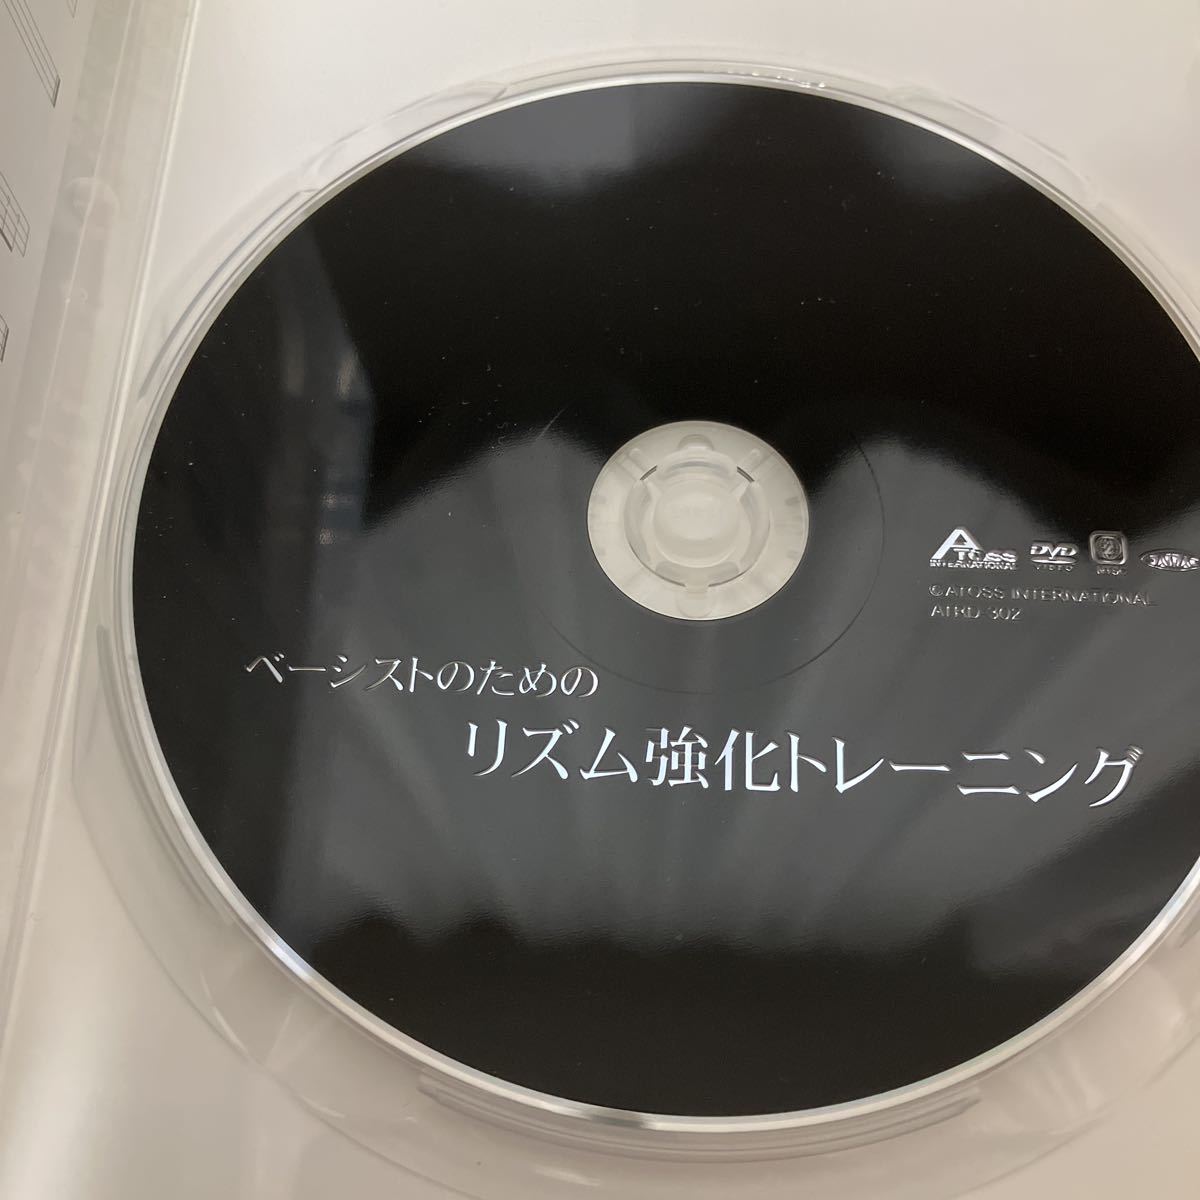 ATOSS
INTERNATIONAL
DVD
VIDEO
2
©ATOSS INTERNATIONAL
ATRD-302
ベーシストのための
リズム強化トレーニング